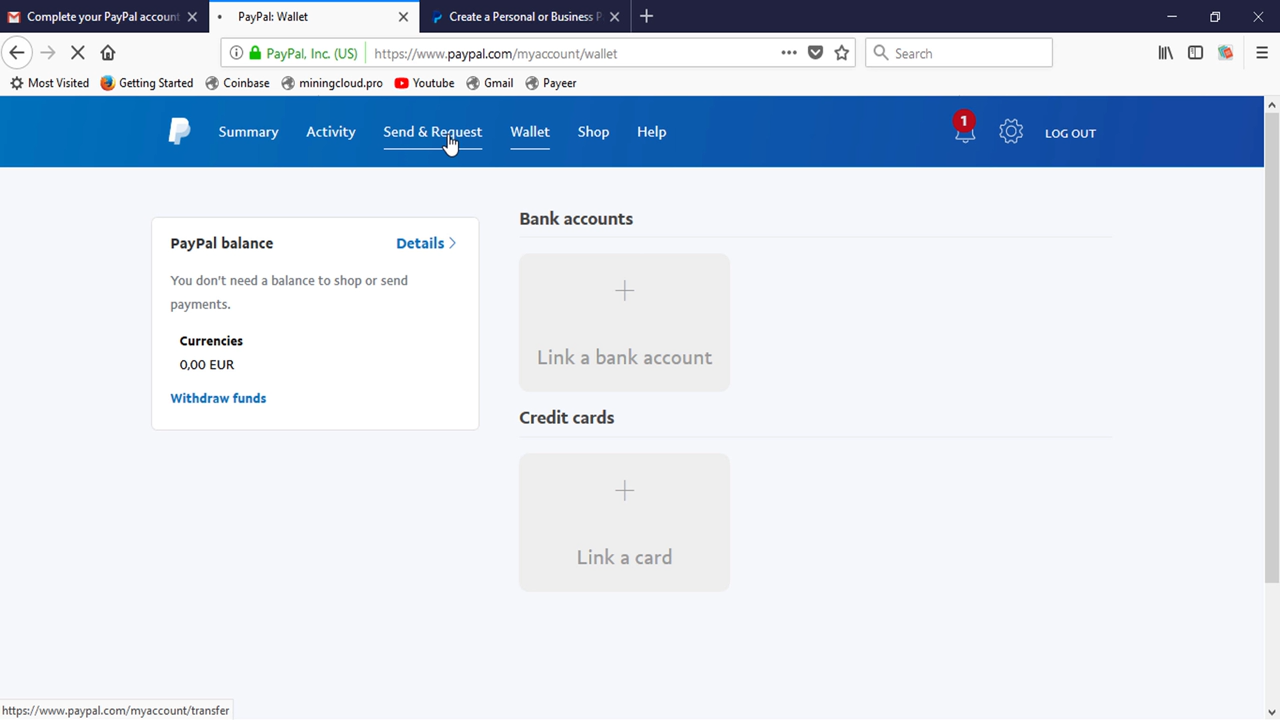 Complete your PayPal account
PayPal: Wallet
Create a Personal or Business P
PayPal, Inc. (US)
https://www.paypal.com/myaccount/wallet
Search
Most Visited
Getting Started
Coinbase
miningcloud.pro
Youtube
Gmail
Payeer
Summary
Activity
Send & Request
Wallet
Shop
Help
1
LOG OUT
PayPal balance
Details
You don't need a balance to shop or send
payments.
Currencies
0,00 EUR
Withdraw funds
Bank accounts
Link a bank account
Credit cards
Link a card
https://www.paypal.com/myaccount/transfer